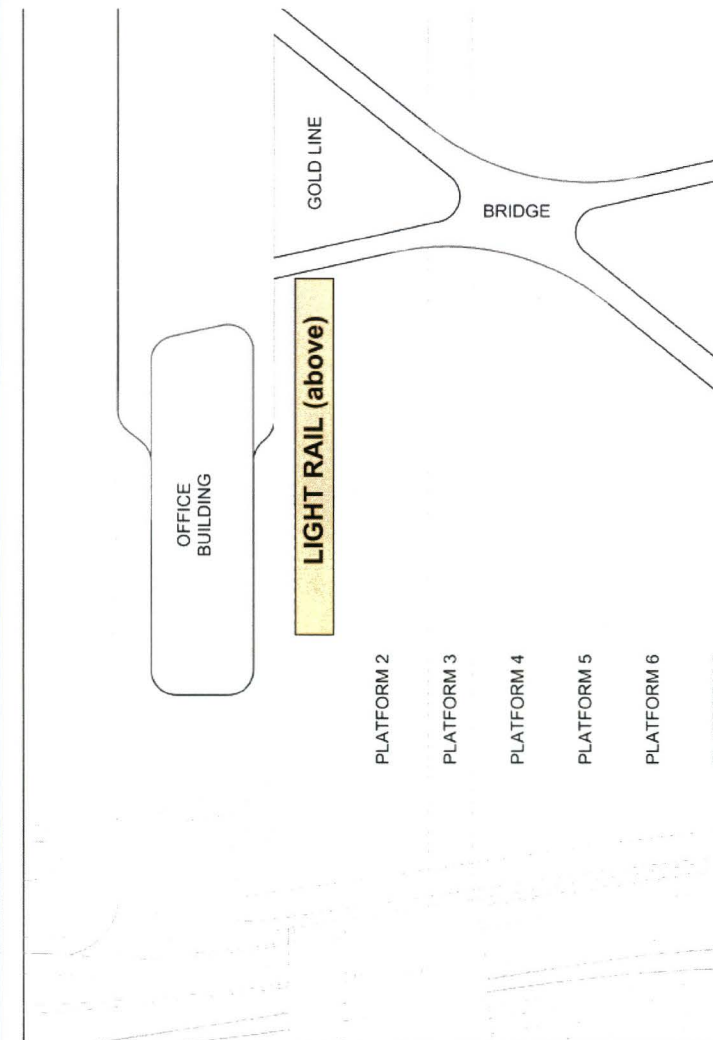 OFFICE
BUILDING
GOLD LINE
LIGHT RAIL (above)
BRIDGE
PLATFORM 2
PLATFORM 3
PLATFORM 4
PLATFORM 5
PLATFORM 6